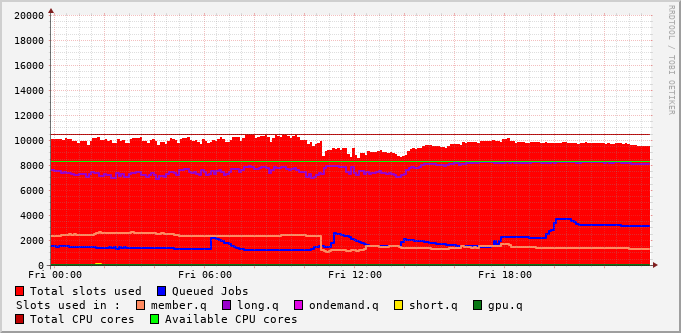 20000
18000
16000
14000
12000
10000
8000
6000
4000
2000
0
Fri 00:00 Fri 06:00 Fri 12:00 Fri 18:00
RRDTOOL / TOBI OETIKER
Total slots used Queued Jobs
Slots used in : member.q long.q ondemand.q short.q gpu.q
Total CPU cores Available CPU cores